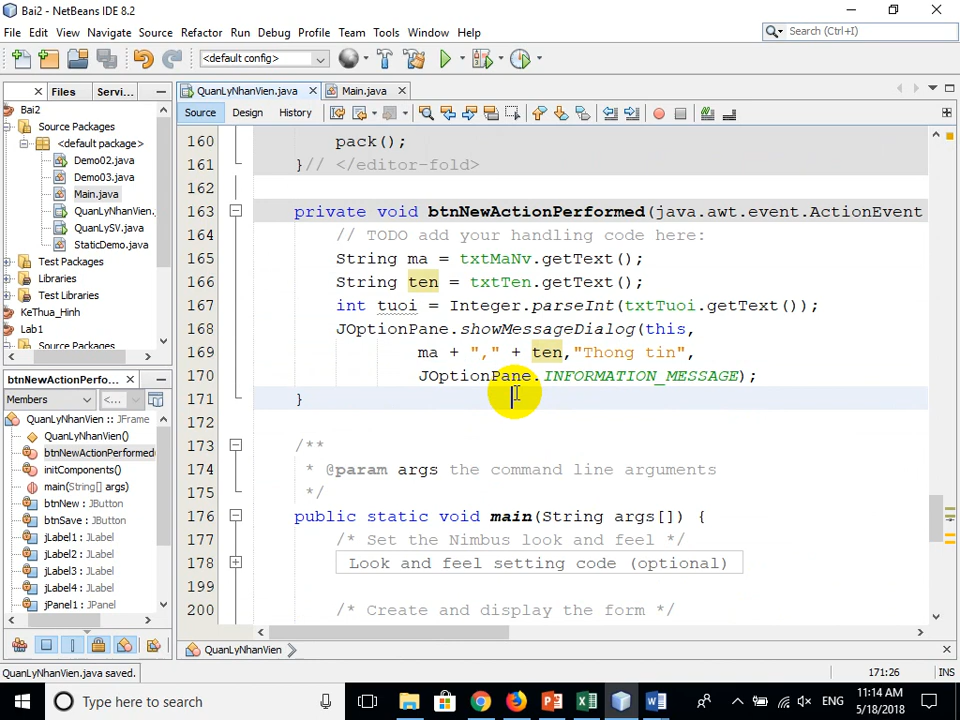 Bai2 - NetBeans IDE 8.2
File Edit View Navigate Source Refactor Run Debug Profile Team Tools Window Help
Search (Ctrl+I)
<default config>
Files Servi...
QuanLyNhanVien.java Main.java
Source Design History
Bai2
Source Packages
<default package>
Demo02.java
Demo03.java
Main.java
QuanLyNhanVien.
QuanLySV.java
StaticDemo.java
Test Packages
Libraries
Test Libraries
KeThua_Hinh
Lab1
Source Packages
160 pack();
161 }// </editor-fold>
162
163 private void btnNewActionPerformed(java.awt.event.ActionEvent
164 // TODO add your handling code here:
165 String ma = txtMaNv.getText();
166 String ten = txtTen.getText();
167 int tuoi = Integer.parseInt(txtTuoi.getText());
168 JOptionPane.showMessageDialog(this,
169 ma + "," + ten,"Thong tin",
170 JOptionPane.INFORMATION_MESSAGE);
171 }
172
173 /**
174 * @param args the command line arguments
175 */
176 public static void main(String args[]) {
177 /* Set the Nimbus look and feel */
178 Look and feel setting code (optional)
199
200 /* Create and display the form */
btnNewActionPerfo...
Members <...
QuanLyNhanVien :: JFrame
QuanLyNhanVien()
btnNewActionPerformed
initComponents()
main(String[] args)
btnNew : JButton
btnSave : JButton
jLabel1 : JLabel
jLabel2 : JLabel
jLabel3 : JLabel
jLabel4 : JLabel
jPanel1 : JPanel
QuanLyNhanVien
QuanLyNhanVien.java saved.
171:26 INS
Type here to search
ENG
11:14 AM
5/18/2018